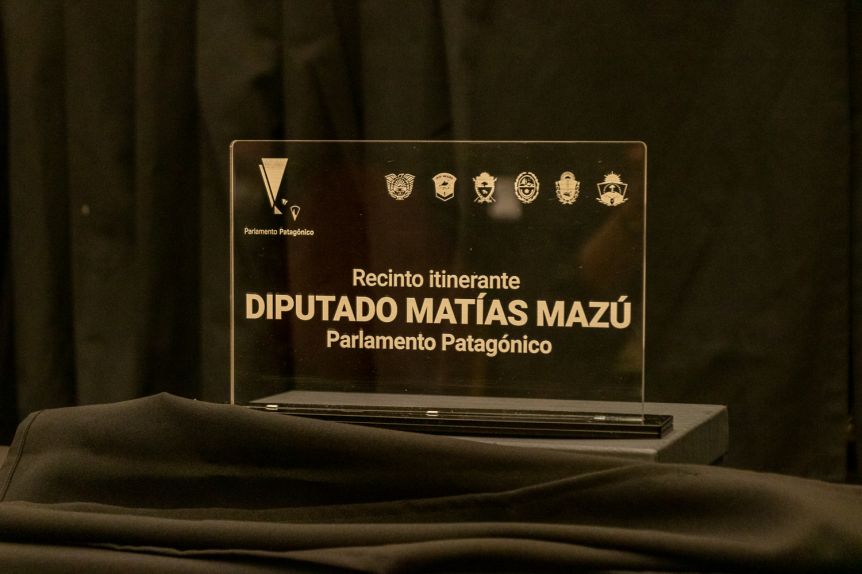 Parlamento Patagónico
Recinto itinerante
DIPUTADO MATÍAS MAZÚ
Parlamento Patagónico